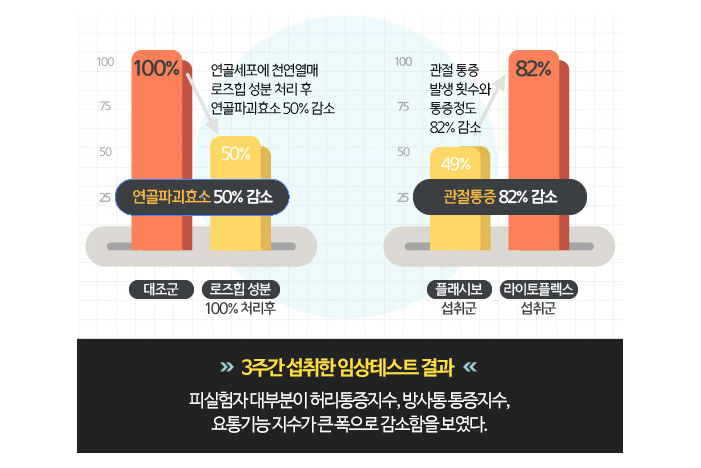 100
75
50
25
100%
연골세포에 천연열매
로즈힙 성분 처리 후
연골파괴효소 50% 감소
50%
연골파괴효소 50% 감소
대조군
로즈힙 성분
100% 처리후
100
75
50
25
관절 통증
발생 횟수와
통증정도
82% 감소
49%
82%
관절통증 82% 감소
플래시보
섭취군
라이토플렉스
섭취군
» 3주간 섭취한 임상테스트 결과 «
피실험자 대부분이 허리통증지수, 방사통 통증지수,
요통기능 지수가 큰 폭으로 감소함을 보였다.